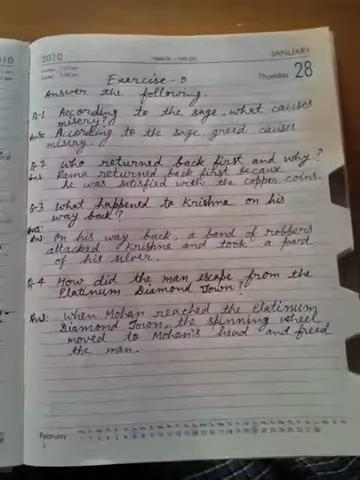 2010
JANUARY
Thursday 28
Exercise - D
Answer the following.
Q-1 According to the sage, what causes
misery?
Ans: According to the sage, greed causes
misery.
Q-2 who returned back first and why?
Ans: Rama returned back first becaus
he was satisfied with the copper coins.
Q-3 what happened to Krishna on his
way back?
Ans: On his way back, a band of robbers
attacked Krishna and took a part
of his silver.
Q-4 How did the man escape from the
Platinum Diamond Town?
Ans: when Mohan reached the Platinum
Diamond Town, the spinning wheel
moved to Mohan's head and freed
the man.
February